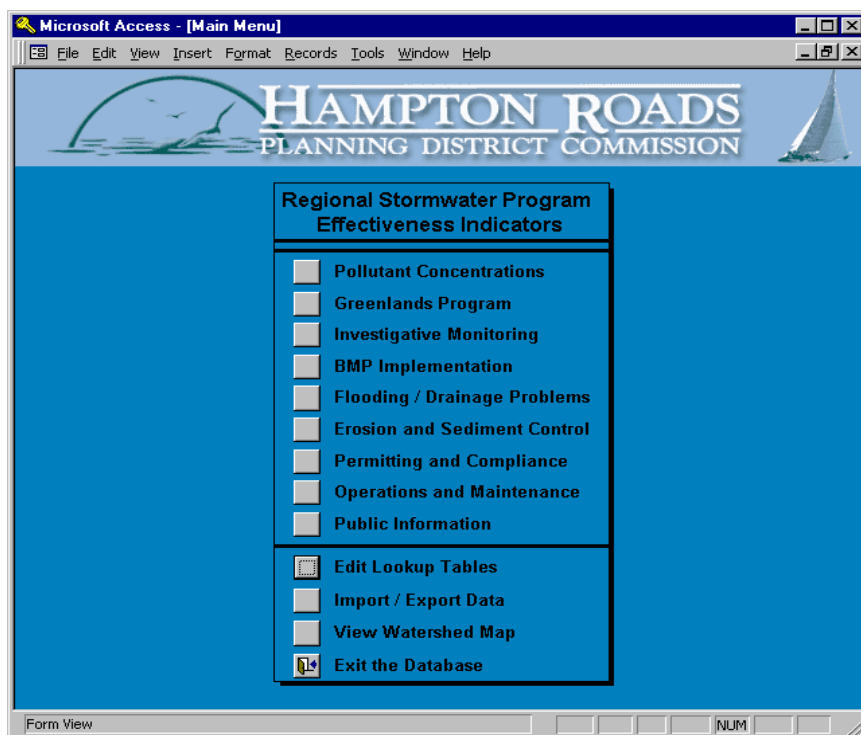 Microsoft Access - [Main Menu]
File Edit View Insert Format Records Tools Window Help
HAMPTON ROADS
PLANNING DISTRICT COMMISSION
Regional Stormwater Program
Effectiveness Indicators
Pollutant Concentrations
Greenlands Program
Investigative Monitoring
BMP Implementation
Flooding / Drainage Problems
Erosion and Sediment Control
Permitting and Compliance
Operations and Maintenance
Public Information
Edit Lookup Tables
Import / Export Data
View Watershed Map
Exit the Database
Form View NUM